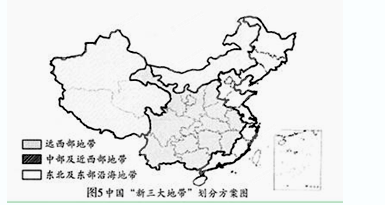 远西部地带
中部及近西部地带
东北及东部沿海地带
图5中国“新三大地带”划分方案图